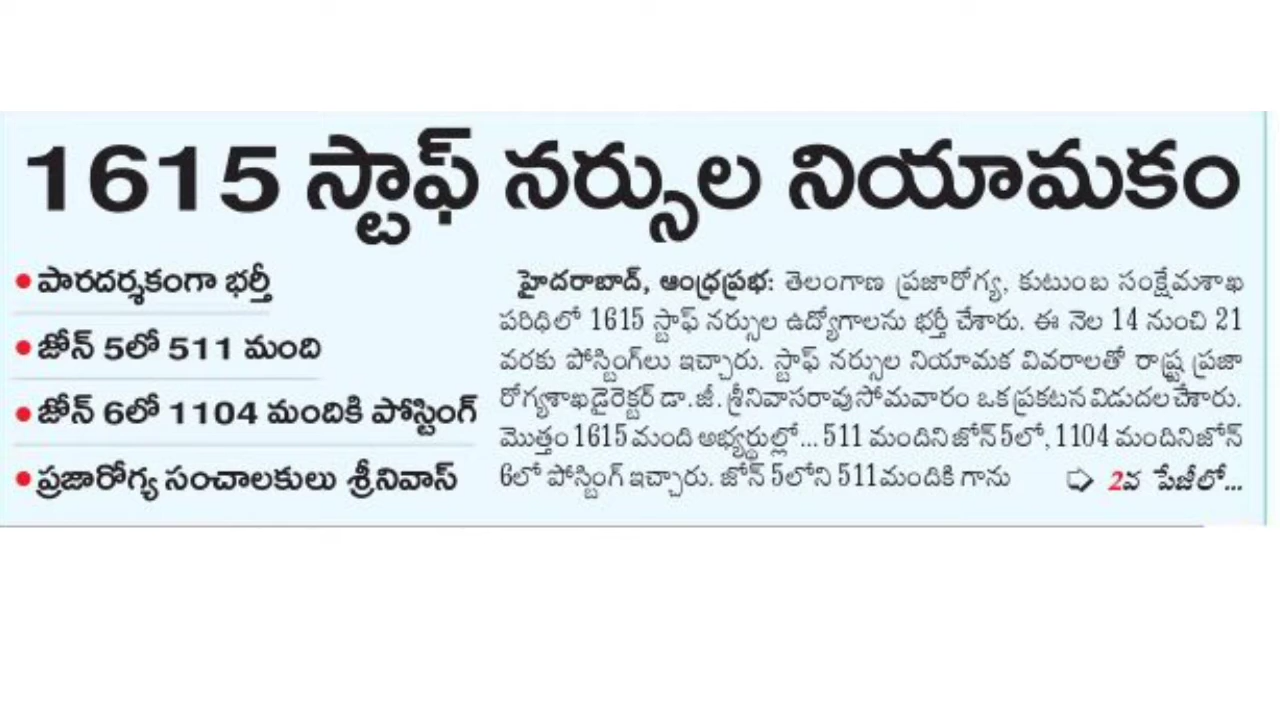 1615 స్టాఫ్ నర్సుల నియామకం
• పారదర్శకంగా భర్తీ
• జోన్ 5లో 511 మంది
• జోన్ 6లో 1104 మందికి పోస్టింగ్
• ప్రజారోగ్య సంచాలకులు శ్రీనివాస్
హైదరాబాద్, ఆంధ్రప్రభ: తెలంగాణ ప్రజారోగ్య, కుటుంబ సంక్షేమశాఖ
పరిధిలో 1615 స్టాఫ్ నర్సుల ఉద్యోగాలను భర్తీ చేశారు. ఈ నెల 14 నుంచి 21
వరకు పోస్టింగ్‌లు ఇచ్చారు. స్టాఫ్ నర్సుల నియామక వివరాలతో రాష్ట్ర ప్రజా
రోగ్యశాఖ డైరెక్టర్ డా. జీ. శ్రీనివాసరావు సోమవారం ఒక ప్రకటన విడుదల చేశారు.
మొత్తం 1615 మంది అభ్యర్థుల్లో... 511 మందిని జోన్ 5లో, 1104 మందిని జోన్
6లో పోస్టింగ్ ఇచ్చారు. జోన్ 5లోని 511 మందికి గాను ⇨ 2వ పేజీలో...